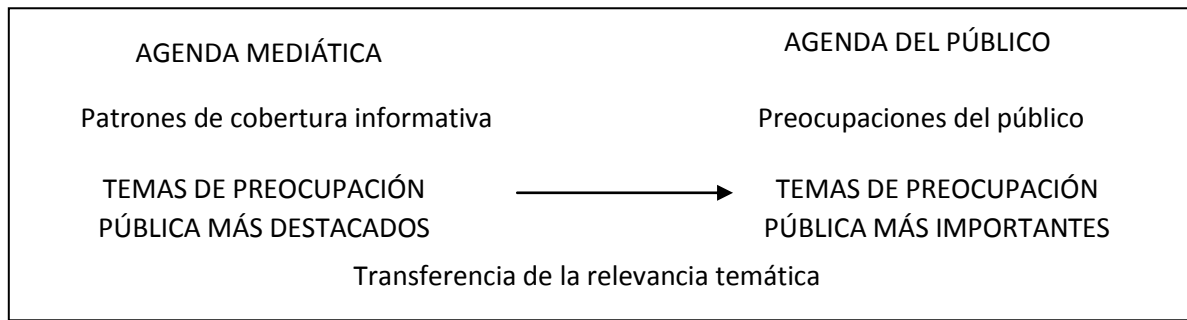 AGENDA MEDIÁTICA
AGENDA DEL PÚBLICO
Patrones de cobertura informativa
Preocupaciones del público
TEMAS DE PREOCUPACIÓN
PÚBLICA MÁS DESTACADOS
TEMAS DE PREOCUPACIÓN
PÚBLICA MÁS IMPORTANTES
Transferencia de la relevancia temática